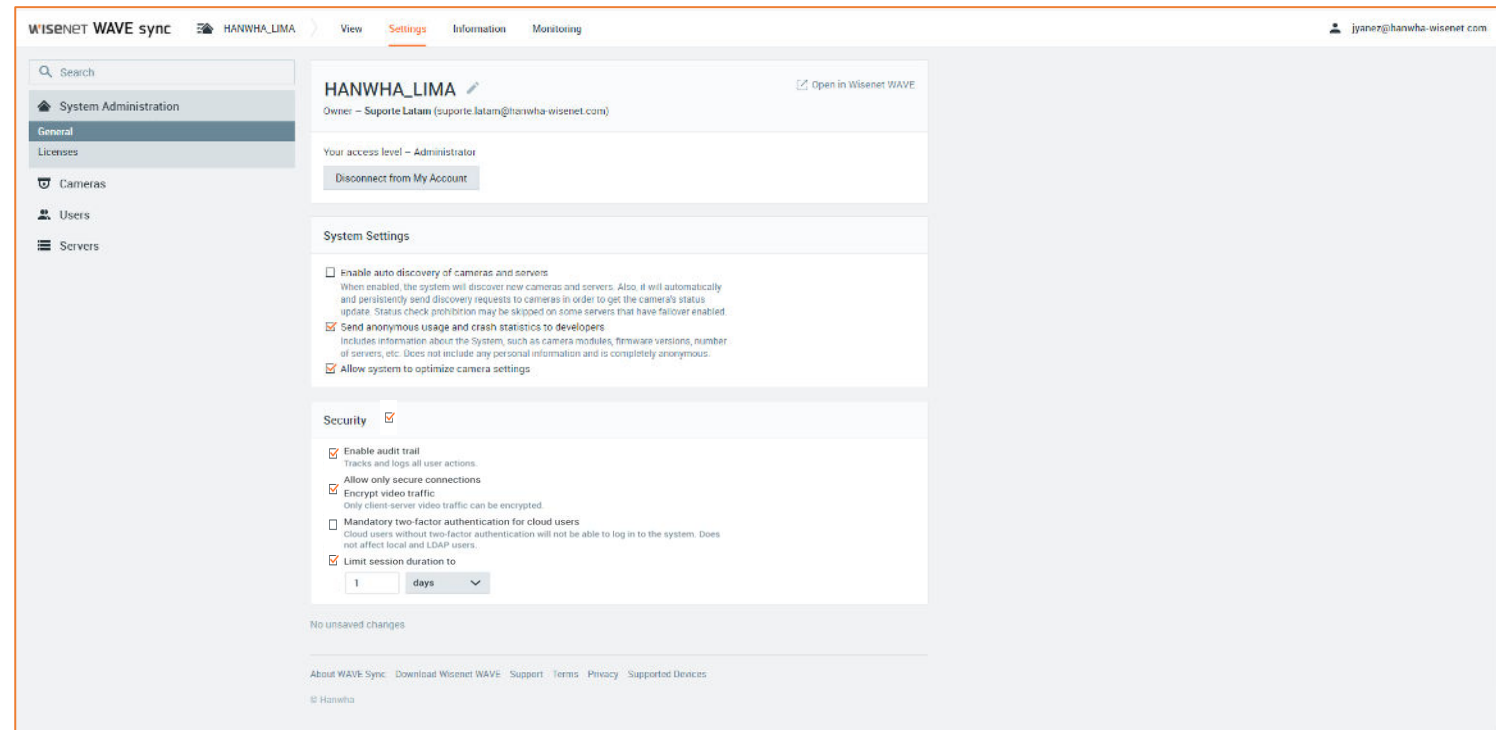 WISENET WAVE sync HANWHA_LIMA View Settings Information Monitoring jyanez@hanwha-wisenet.com
Search
System Administration
General
Licenses
Cameras
Users
Servers
HANWHA_LIMA
Open in Wisenet WAVE
Owner – Suporte Latam (suporte.latam@hanwha-wisenet.com)
Your access level – Administrator
Disconnect from My Account
System Settings
Enable auto discovery of cameras and servers
When enabled, the system will discover new cameras and servers. Also, it will automatically
and persistently send discovery requests to cameras in order to get the camera's status
update. Status check prohibition may be skipped on some servers that have failover enabled.
Send anonymous usage and crash statistics to developers
Includes information about the System, such as camera modules, firmware versions, number
of servers, etc. Does not include any personal information and is completely anonymous.
Allow system to optimize camera settings
Security
Enable audit trail
Tracks and logs all user actions.
Allow only secure connections
Encrypt video traffic
Only client-server video traffic can be encrypted.
Mandatory two-factor authentication for cloud users
Cloud users without two-factor authentication will not be able to log in to the system. Does
not affect local and LDAP users.
Limit session duration to
1 days
No unsaved changes
About WAVE Sync Download Wisenet WAVE Support Terms Privacy Supported Devices
© Hanwha